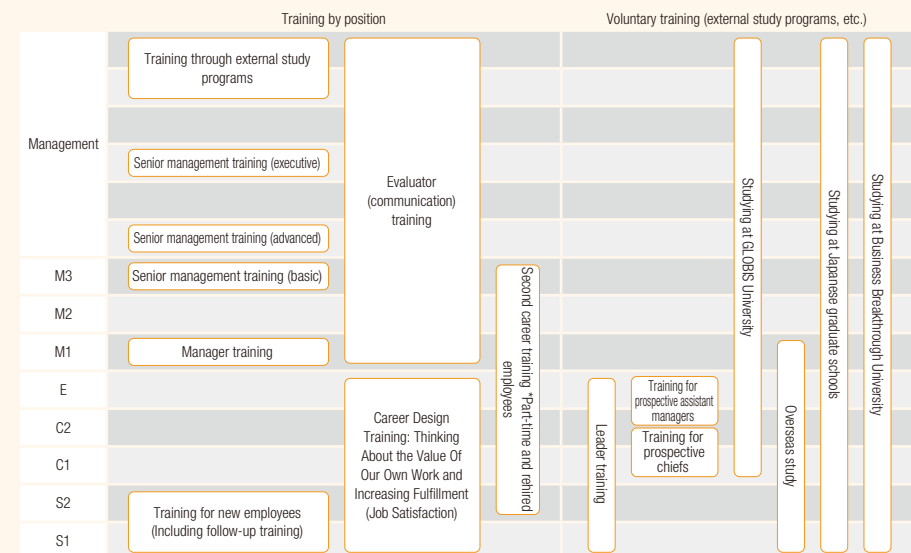 Training by position
Voluntary training (external study programs, etc.)
Management
M3
M2
M1
E
C2
C1
S2
S1
Training through external study
programs
Senior management training (executive)
Senior management training (advanced)
Senior management training (basic)
Manager training
Training for new employees
(Including follow-up training)
Evaluator
(communication)
training
Career Design
Training: Thinking
About the Value Of
Our Own Work and
Increasing Fulfillment
(Job Satisfaction)
Second career training *Part-time and rehired
employees
Leader training
Training for
prospective assistant
managers
Training for
prospective
chiefs
Studying at GLOBIS University
Overseas study
Studying at Japanese graduate schools
Studying at Business Breakthrough University